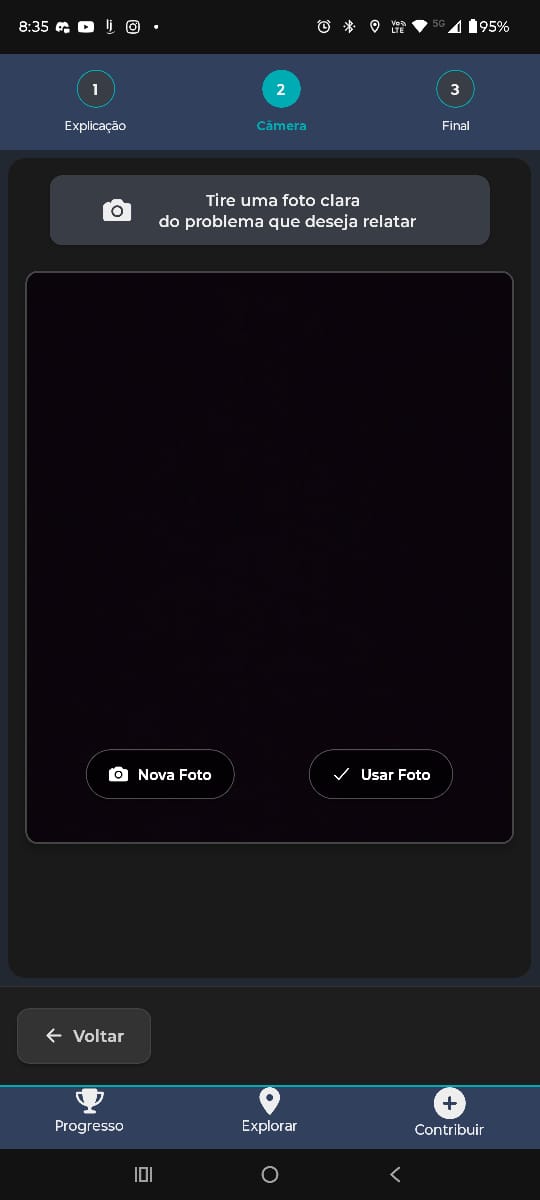 8:35
Vo))
LTE
5G
95%
1
2
3
Explicação
Câmera
Final
Tire uma foto clara
do problema que deseja relatar
Nova Foto
Usar Foto
Voltar
Progresso
Explorar
Contribuir